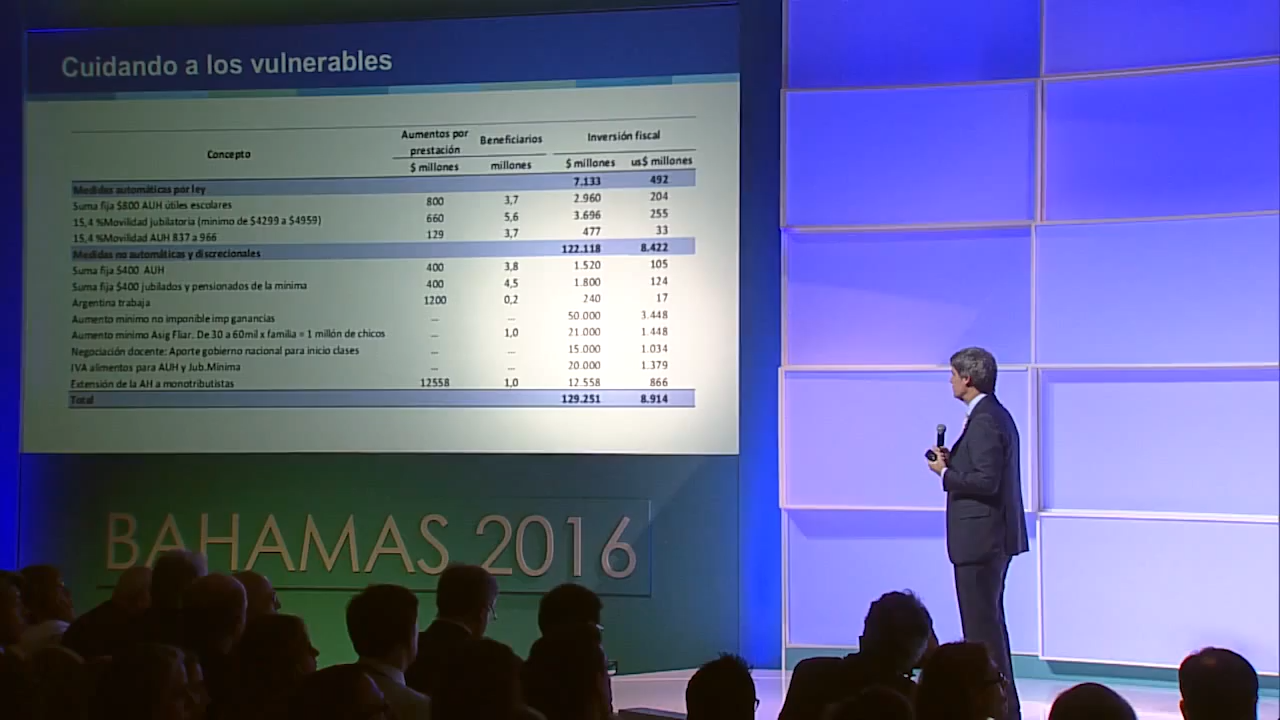 Cuidando a los vulnerables
Concepto Aumentos por prestación Beneficiarios Inversión fiscal
$ millones millones $ millones us$ millones
Medidas automáticas por ley 7.133 492
Suma fija $800 AUH útiles escolares 800 3,7 2.960 204
15,4 %Movilidad jubilatoria (minimo de $4299 a $4959) 660 5,6 3.696 255
15,4 %Movilidad AUH 837 a 966 129 3,7 477 33
Medidas no automáticas y discrecionales 122.118 8.422
Suma fija $400 AUH 400 3,8 1.520 105
Suma fija $400 jubilados y pensionados de la mínima 400 4,5 1.800 124
Argentina trabaja 1200 0,2 240 17
Aumento mínimo no imponible imp ganancias ... ... 50.000 3.448
Aumento minimo Asig Fliar. De 30 a 60mil x familia = 1 millón de chicos ... 1,0 21.000 1.448
Negociación docente: Aporte gobierno nacional para inicio clases ... ... 15.000 1.034
IVA alimentos para AUH y Jub.Mínima 20.000 1.379
Extensión de la AH a monotributistas 12558 1,0 12.558 866
Total 129.251 8.914
BAHAMAS 2016